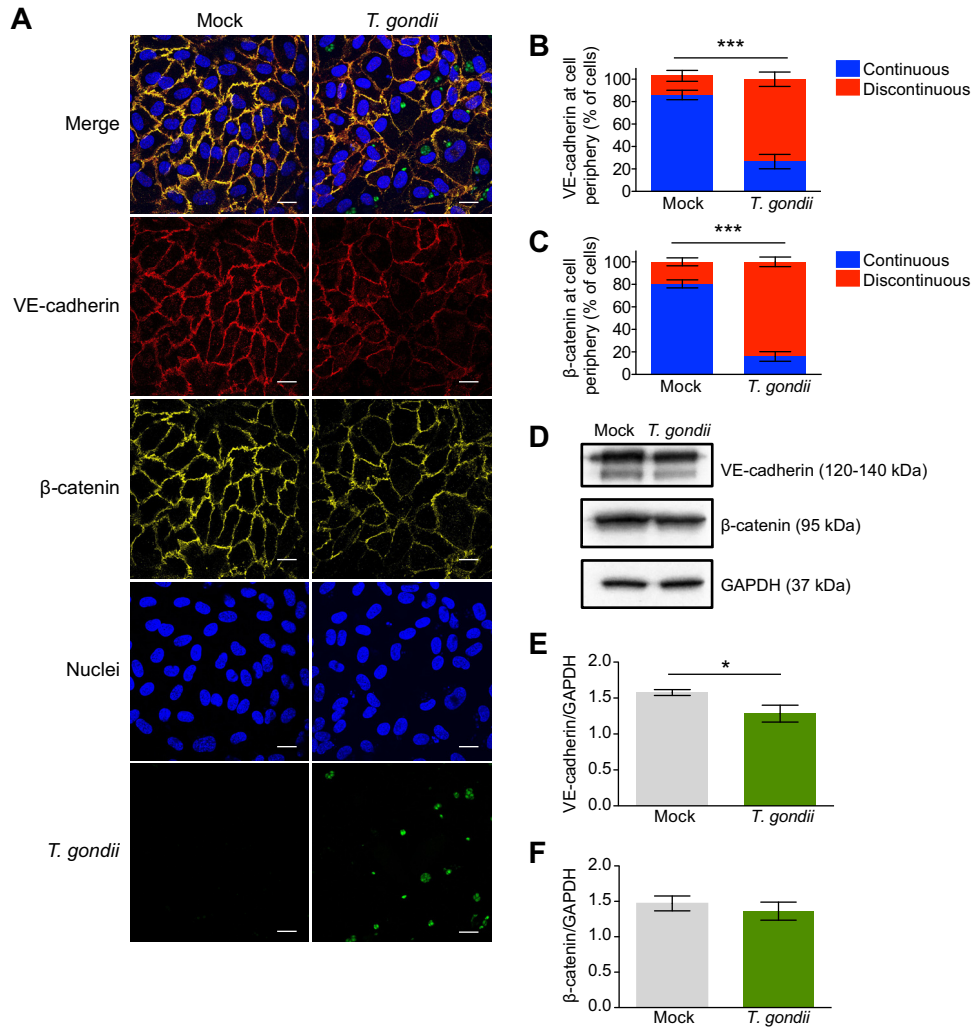 A
Mock
T. gondii
Merge
VE-cadherin
β-catenin
Nuclei
T. gondii
B
***
VE-cadherin at cell
periphery (% of cells)
100
80
60
40
20
0
Mock
T. gondii
Continuous
Discontinuous
C
***
β-catenin at cell
periphery (% of cells)
100
80
60
40
20
0
Mock
T. gondii
Continuous
Discontinuous
D
Mock
T. gondii
VE-cadherin (120-140 kDa)
β-catenin (95 kDa)
GAPDH (37 kDa)
E
*
VE-cadherin/GAPDH
2.0
1.5
1.0
0.5
0.0
Mock
T. gondii
F
β-catenin/GAPDH
2.0
1.5
1.0
0.5
0.0
Mock
T. gondii